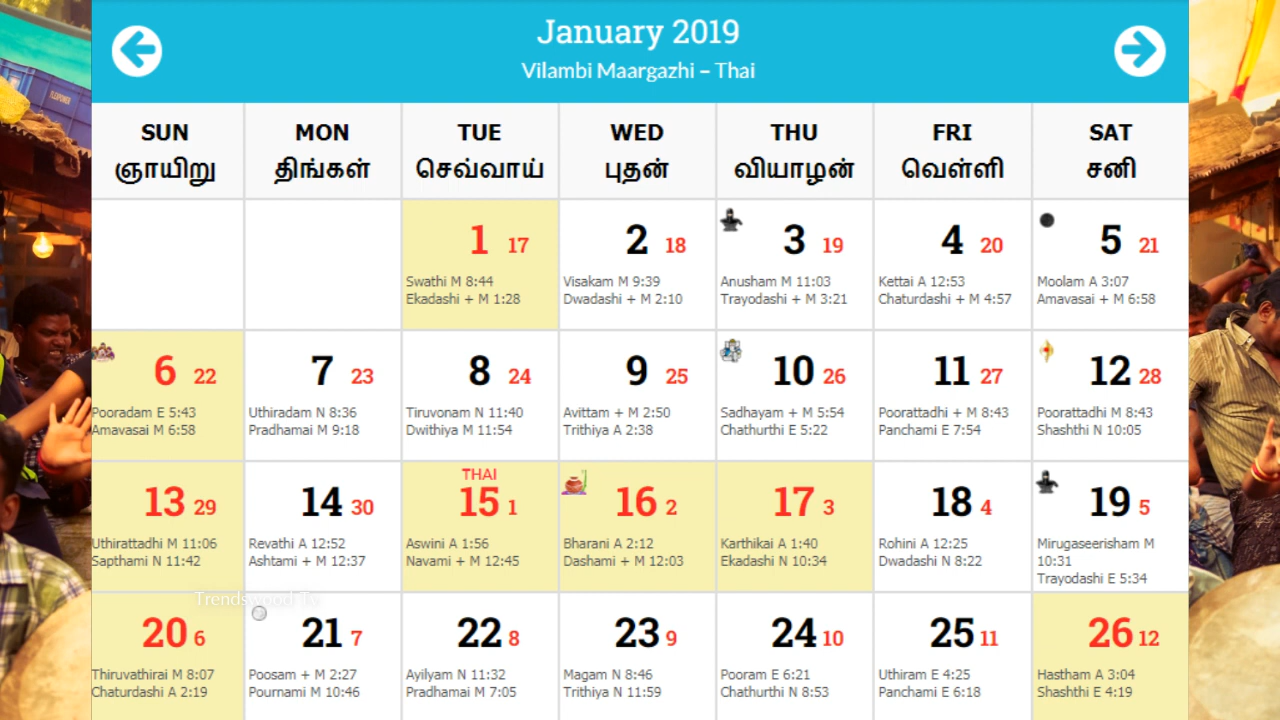 January 2019
Vilambi Maargazhi – Thai
SUN MON TUE WED THU FRI SAT
ஞாயிறு திங்கள் செவ்வாய் புதன் வியாழன் வெள்ளி சனி
1 17 2 18 3 19 4 20 5 21
Swathi M 8:44 Visakam M 9:39 Anusham M 11:03 Kettai A 12:53 Moolam A 3:07
Ekadashi + M 1:28 Dwadashi + M 2:10 Trayodashi + M 3:21 Chaturdashi + M 4:57 Amavasai + M 6:58
6 22 7 23 8 24 9 25 10 26 11 27 12 28
Pooradam E 5:43 Uthiradam N 8:36 Tiruvonam N 11:40 Avittam + M 2:50 Sadhayam + M 5:54 Poorattadhi + M 8:43 Poorattadhi M 8:43
Amavasai M 6:58 Pradhamai M 9:18 Dwithiya M 11:54 Trithiya A 2:38 Chathurthi E 5:22 Panchami E 7:54 Shashthi N 10:05
THAI
13 29 14 30 15 1 16 2 17 3 18 4 19 5
Uthirattadhi M 11:06 Revathi A 12:52 Aswini A 1:56 Bharani A 2:12 Karthikai A 1:40 Rohini A 12:25 Mirugaseerisham M
Sapthami N 11:42 Ashtami + M 12:37 Navami + M 12:45 Dashami + M 12:03 Ekadashi N 10:34 Dwadashi N 8:22 10:31
Trayodashi E 5:34
Trendswood Tv
20 6 21 7 22 8 23 9 24 10 25 11 26 12
Thiruvathirai M 8:07 Poosam + M 2:27 Ayilyam N 11:32 Magam N 8:46 Pooram E 6:21 Uthiram E 4:25 Hastham A 3:04
Chaturdashi A 2:19 Pournami M 10:46 Pradhamai M 7:05 Trithiya N 11:59 Chathurthi N 8:53 Panchami E 6:18 Shashthi E 4:19